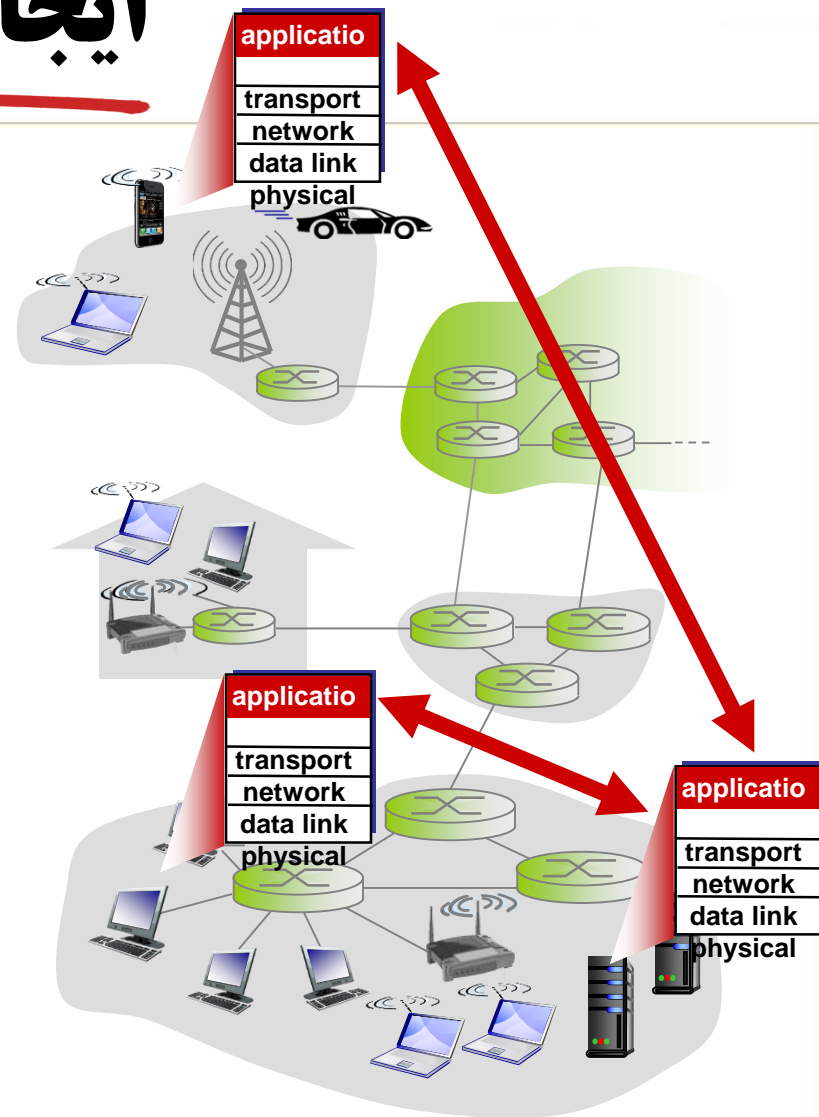 applicatio
transport
network
data link
physical
applicatio
transport
network
data link
physical
applicatio
transport
network
data link
physical